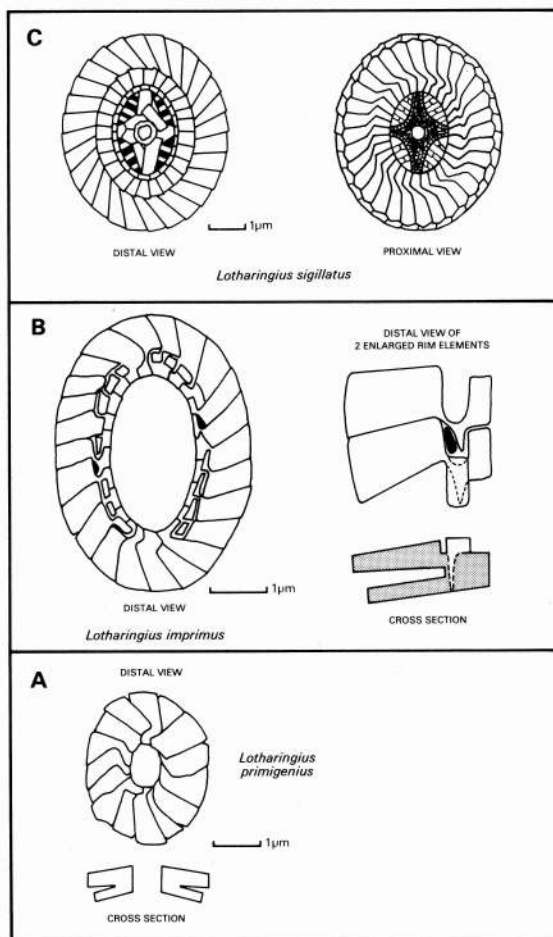 C
1µm
DISTAL VIEW
PROXIMAL VIEW
Lotharingius sigillatus
B
DISTAL VIEW OF
2 ENLARGED RIM ELEMENTS
1µm
DISTAL VIEW
CROSS SECTION
Lotharingius imprimus
A
DISTAL VIEW
Lotharingius
primigenius
1µm
CROSS SECTION